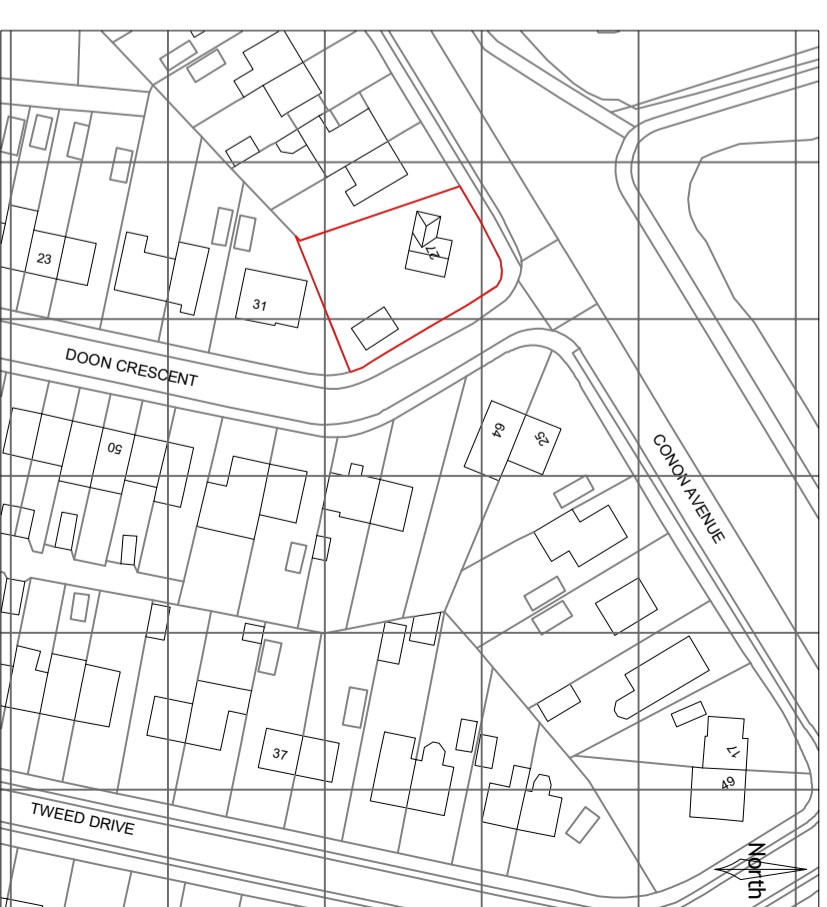 27
23
31
DOON CRESCENT
64
25
50
CONON AVENUE
37
17
49
TWEED DRIVE
North